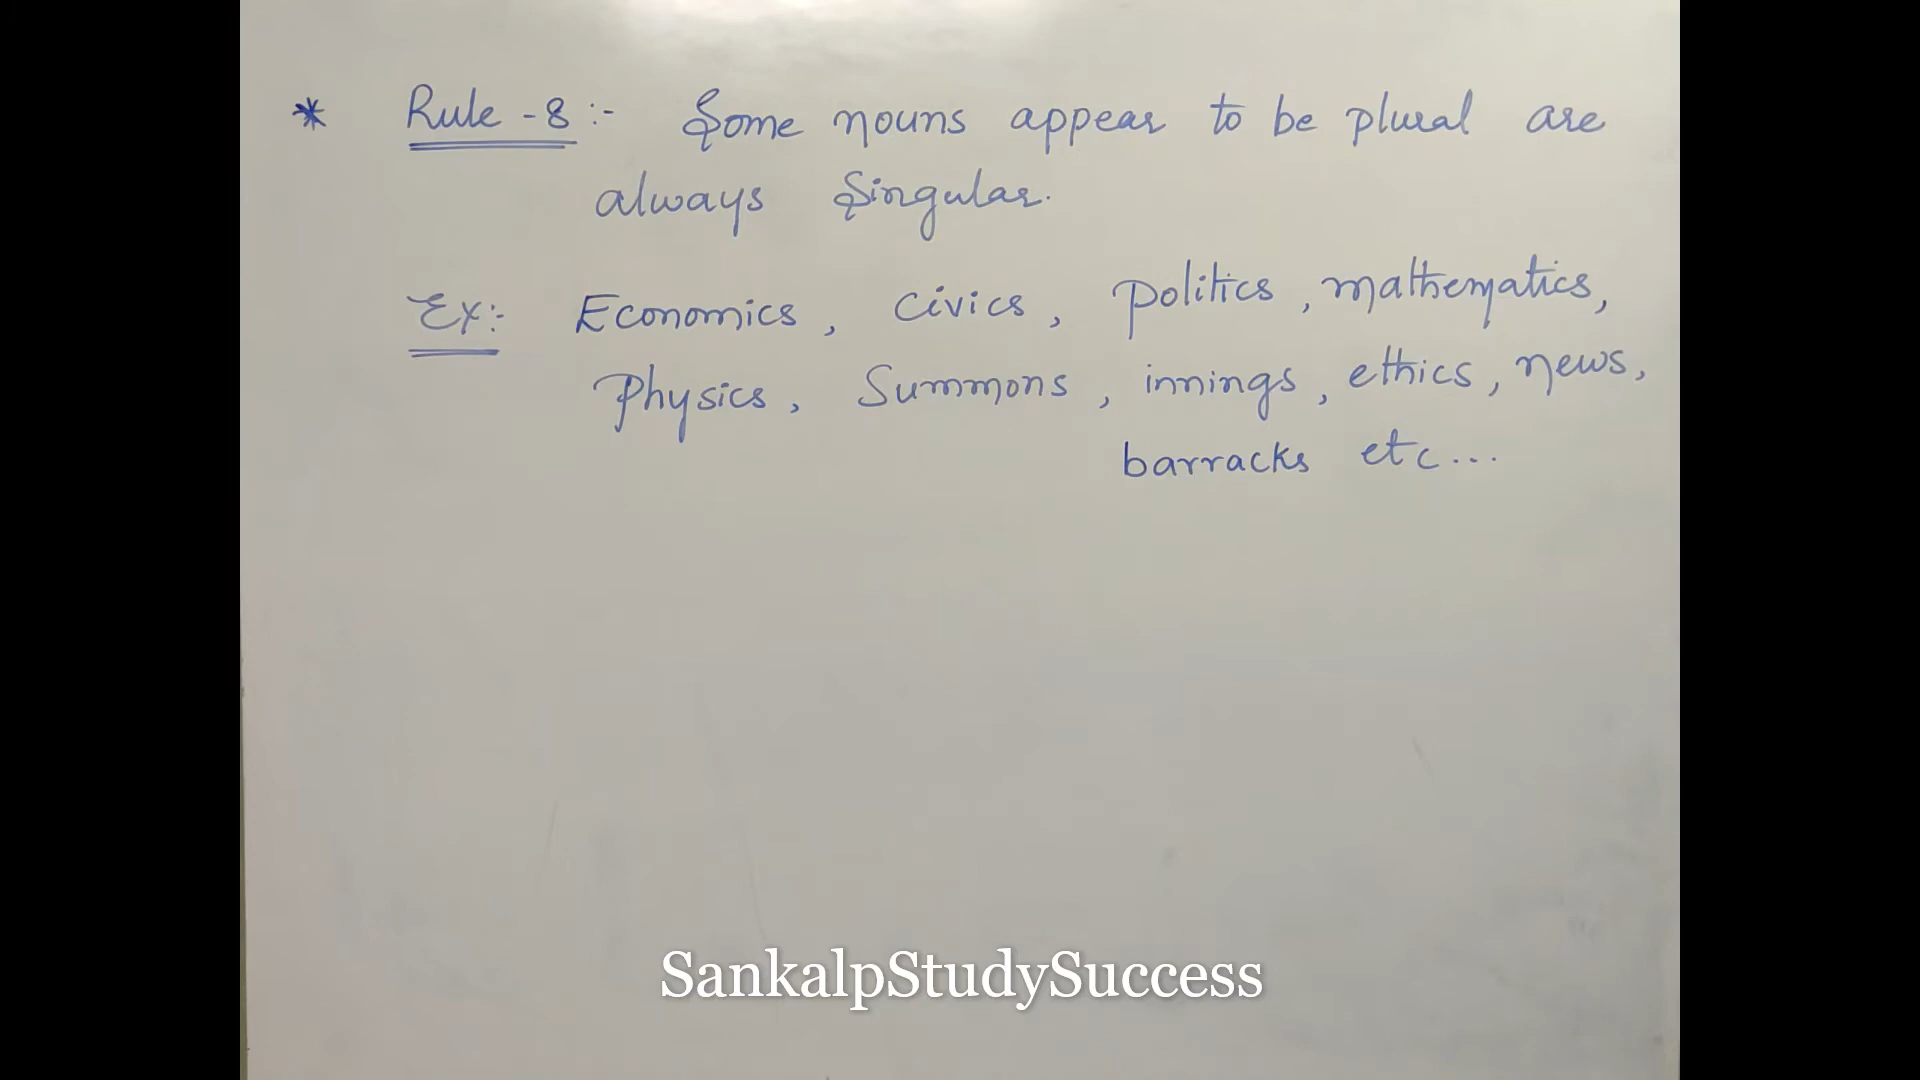 * Rule -8 :- Some nouns appear to be plural are
always Singular.
Ex:- Economics, Civics, Politics, mathematics,
Physics, Summons, innings, ethics, news,
barracks etc...
SankalpStudySuccess